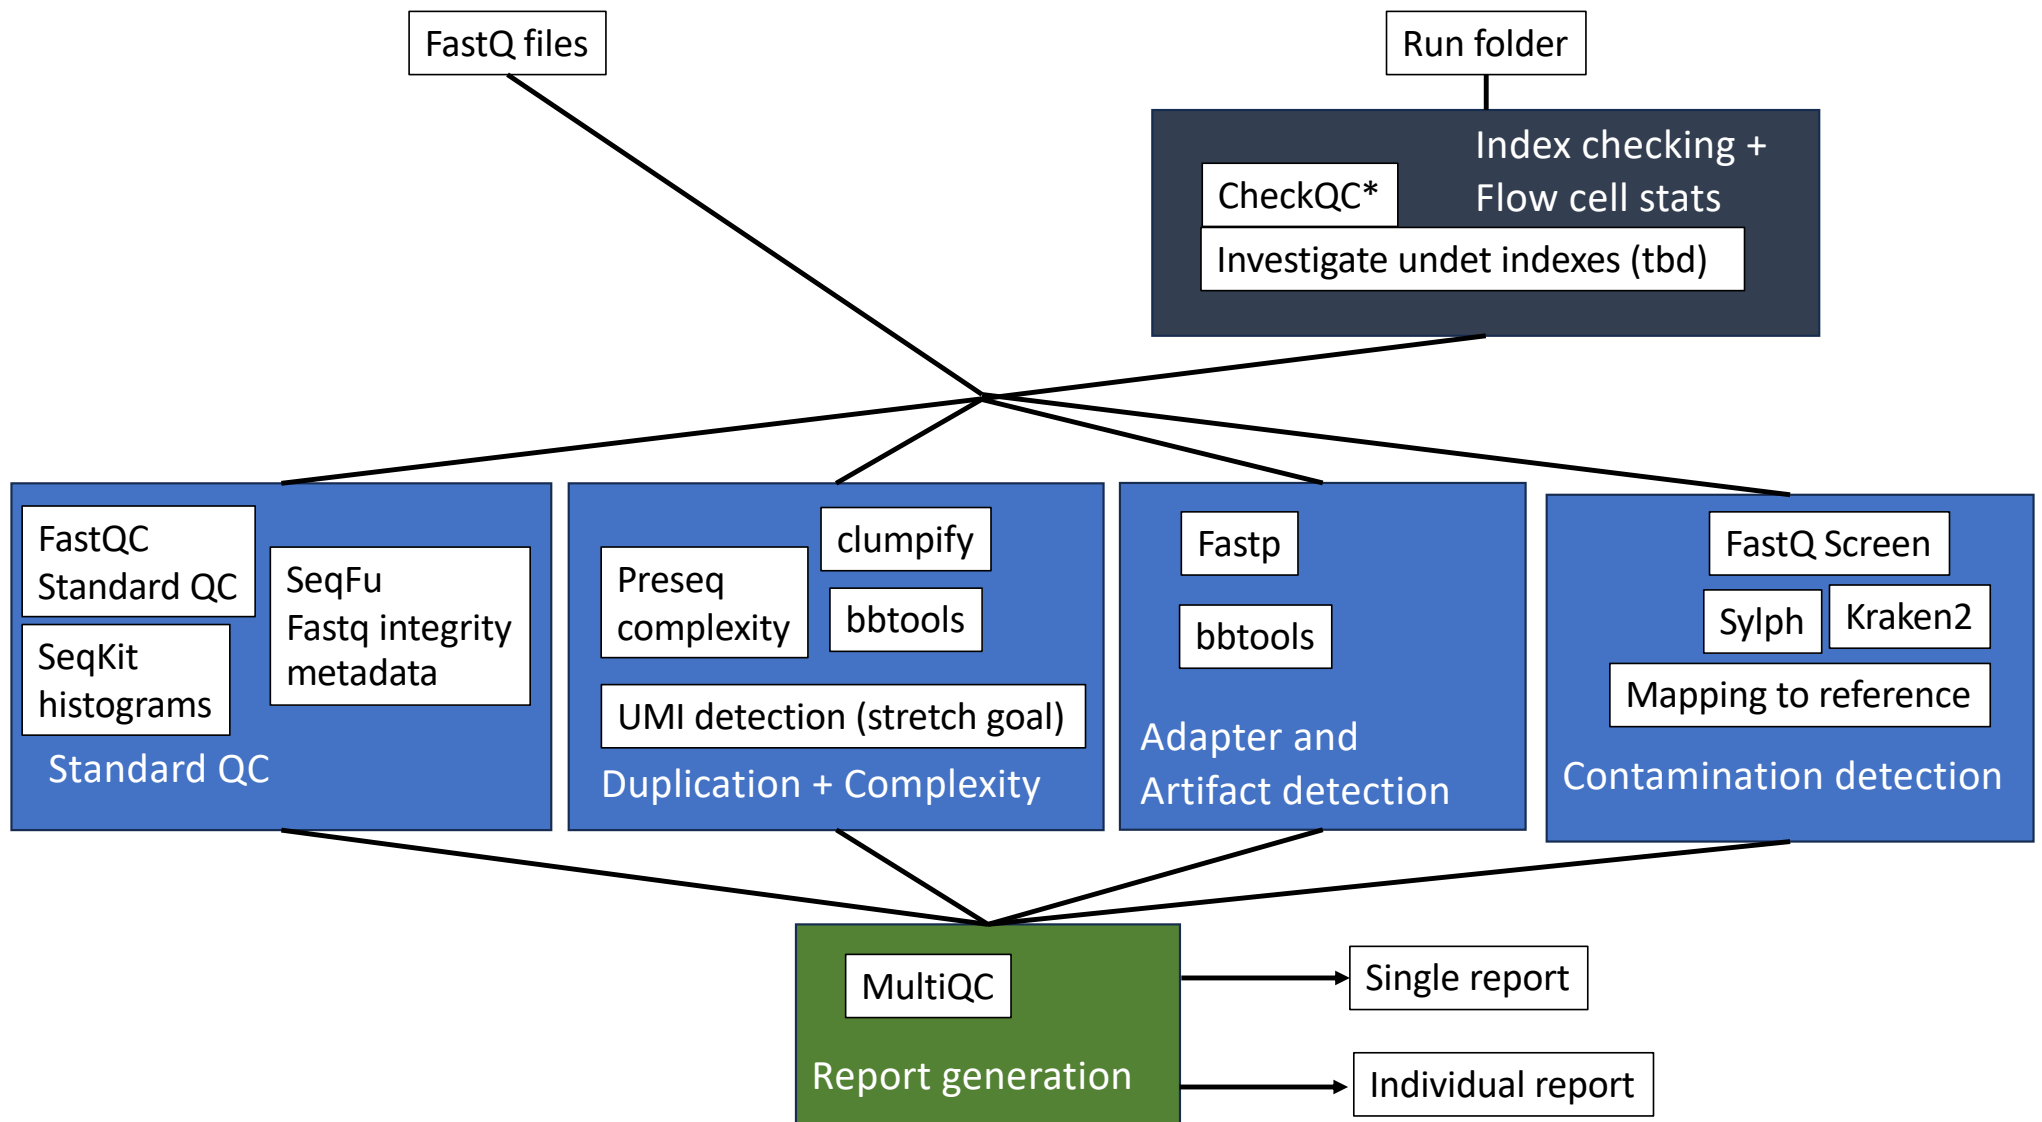 FastQ files
Run folder
Index checking +
Flow cell stats
CheckQC*
Investigate undet indexes (tbd)
FastQC
Standard QC
SeqKit
histograms
SeqFu
Fastq integrity
metadata
Standard QC
Preseq
complexity
clumpify
bbtools
UMI detection (stretch goal)
Duplication + Complexity
Fastp
bbtools
Adapter and
Artifact detection
FastQ Screen
Sylph
Kraken2
Mapping to reference
Contamination detection
MultiQC
Report generation
Single report
Individual report